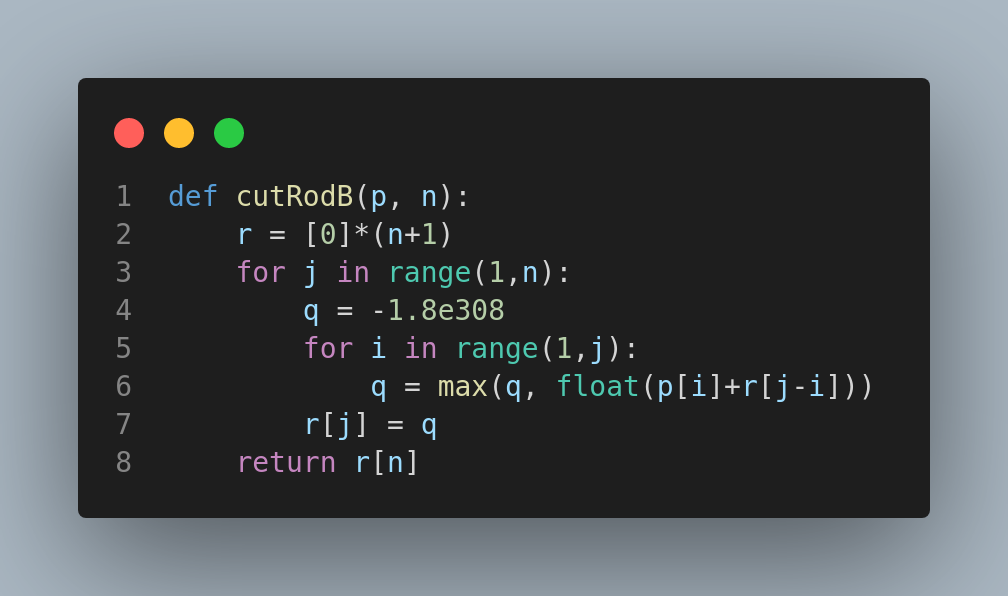 1 def cutRodB(p, n):
2     r = [0]*(n+1)
3     for j in range(1,n):
4         q = -1.8e308
5         for i in range(1,j):
6             q = max(q, float(p[i]+r[j-i]))
7         r[j] = q
8     return r[n]